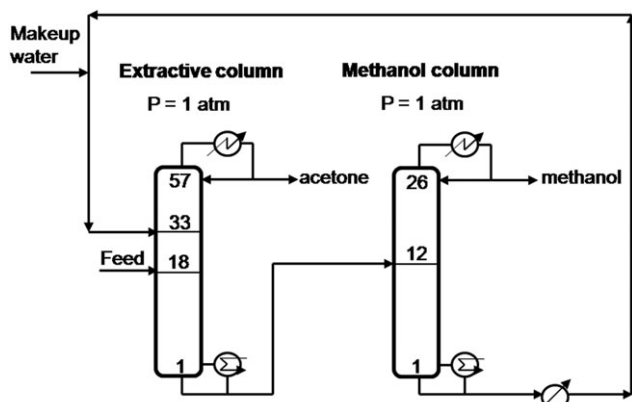 Makeup
water
Extractive column
P = 1 atm
Methanol column
P = 1 atm
57
acetone
33
Feed
18
1
26
methanol
12
1